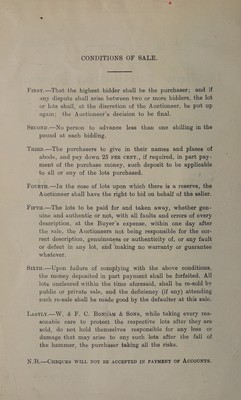 CONDITIONS OF SALE.
FIRST.—That the highest bidder shall be the purchaser; and if
any dispute shall arise between two or more bidders, the lot
or lots shall, at the discretion of the Auctioneer, be put up
again; the Auctioneer's decision to be final.
SECOND.—No person to advance less than one shilling in the
pound at each bidding.
THIRD.—The purchasers to give in their names and places of
abode, and pay down 25 PER CENT., if required, in part pay-
ment of the purchase money, such deposit to be applicable
to all or any of the lots purchased.
FOURTH.—In the case of lots upon which there is a reserve, the
Auctioneer shall have the right to bid on behalf of the seller.
FIFTH.—The lots to be paid for and taken away, whether gen-
uine and authentic or not, with all faults and errors of every
description, at the Buyer's expense, within one day after
the sale, the Auctioneers not being responsible for the cor-
rect description, genuineness or authenticity of, or any fault
or defect in any lot, and making no warranty or guarantee
whatever.
SIXTH.—Upon failure of complying with the above conditions,
the money deposited in part payment shall be forfeited. All
lots uncleared within the time aforesaid, shall be re-sold by
public or private sale, and the deficiency (if any) attending
such re-sale shall be made good by the defaulter at this sale.
LASTLY.—W. & F. C. BONHAM & SONS, while taking every rea-
sonable care to protect the respective lots after they are
sold, do not hold themselves responsible for any loss or
damage that may arise to any such lots after the fall of
the hammer, the purchaser taking all the risks.
N.B.—CHEQUES WILL NOT BE ACCEPTED IN PAYMENT OF ACCOUNTS.